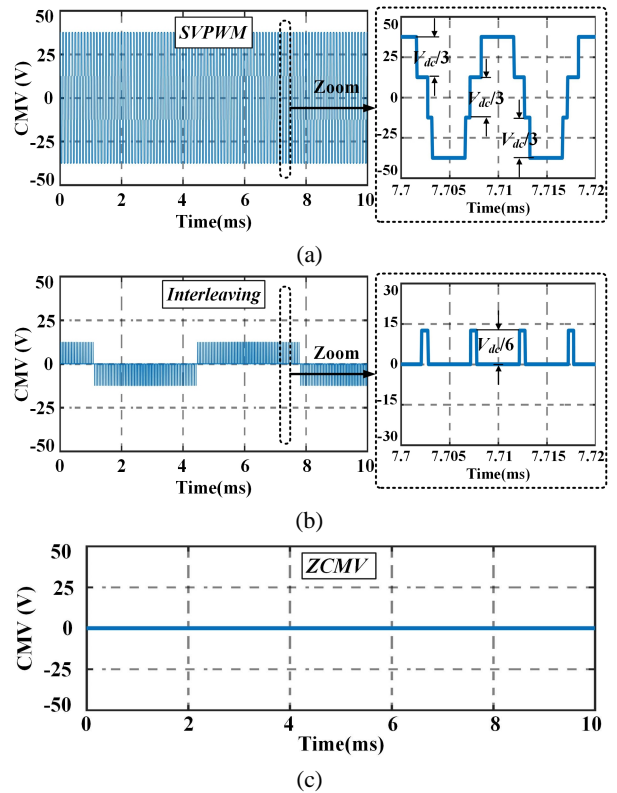 SVPWM
CMV (V)
50
25
0
-25
-50
0 2 4 6 8 10
Time(ms)
Zoom
50
25
0
-25
-50
7.7 7.705 7.71 7.715 7.72
Time(ms)
Vdc/3
Vdc/3
Vdc/3
(a)
Interleaving
CMV (V)
50
25
0
-25
-50
0 2 4 6 8 10
Time(ms)
Zoom
30
15
0
-15
-30
7.7 7.705 7.71 7.715 7.72
Time(ms)
Vdc/6
(b)
ZCMV
CMV (V)
50
25
0
-25
-50
0 2 4 6 8 10
Time(ms)
(c)